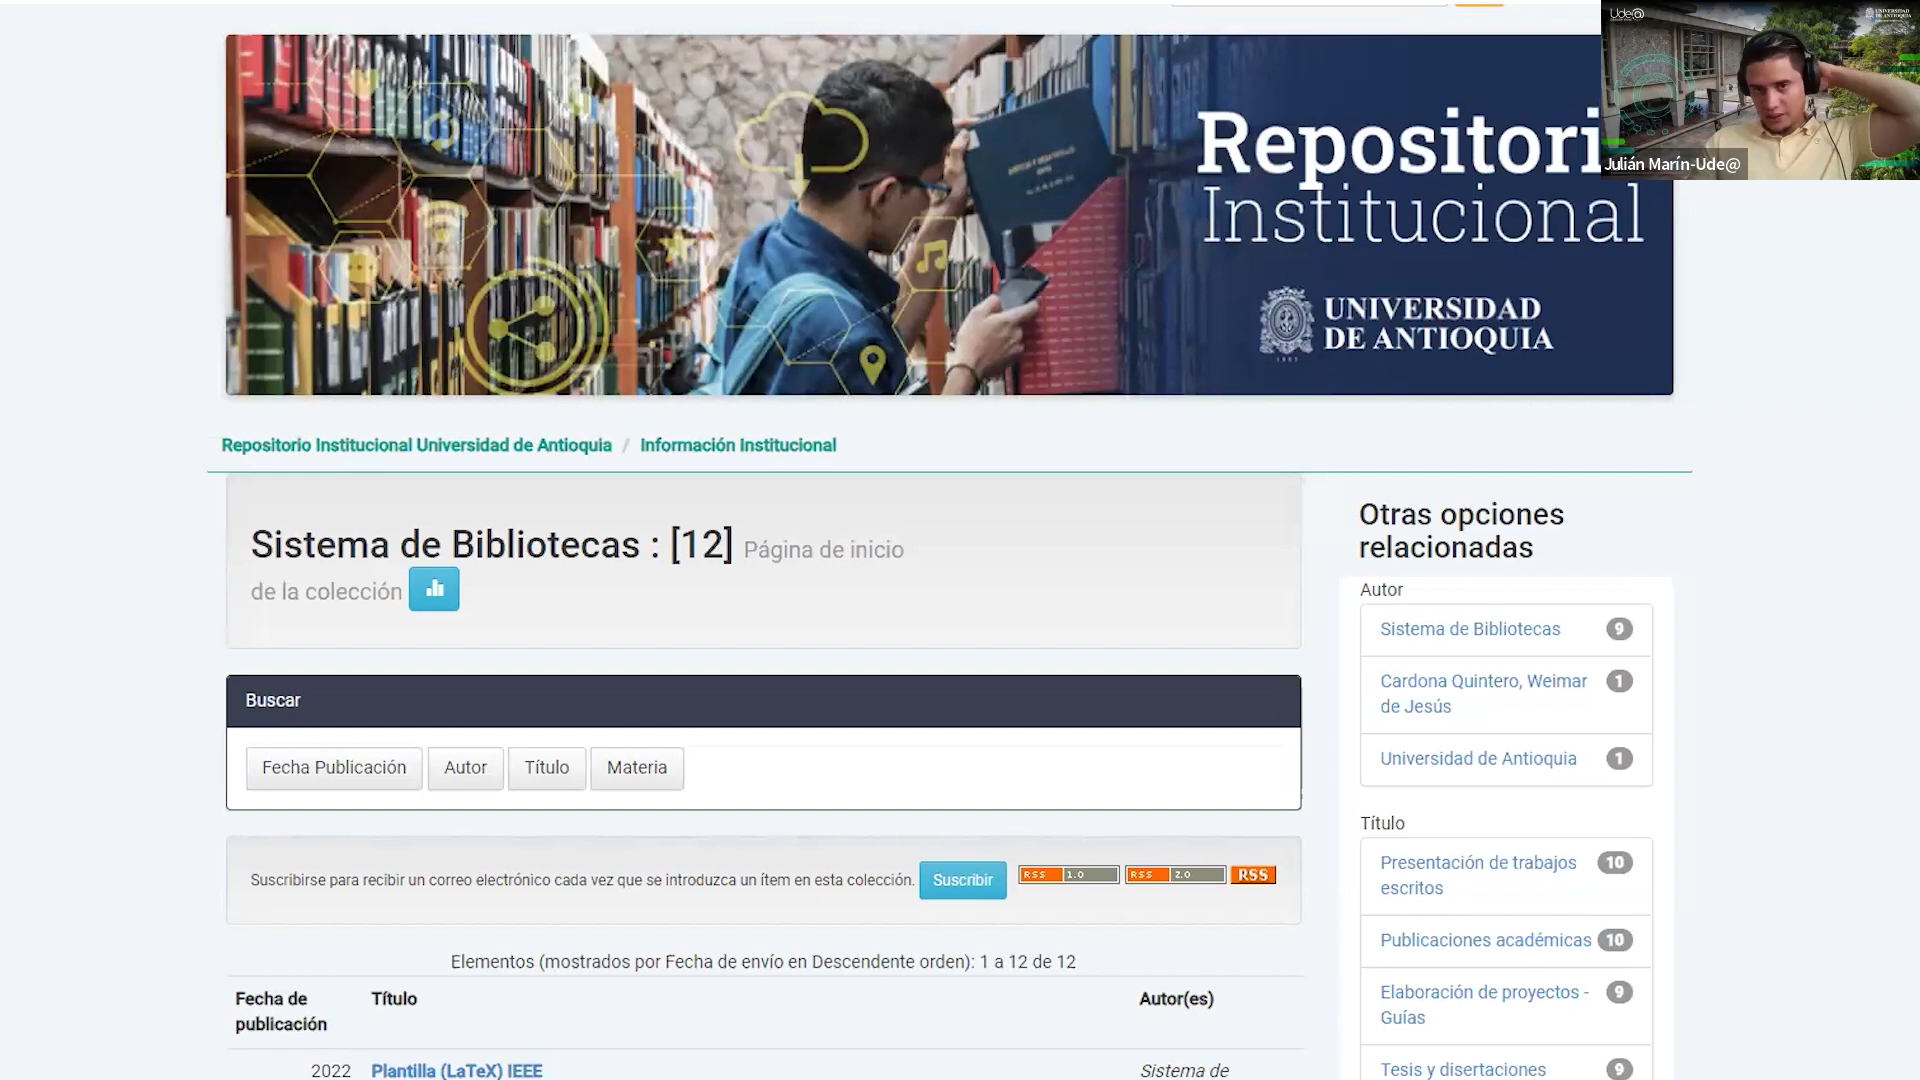 Repositori
Institucional
UNIVERSIDAD
DE ANTIOQUIA
1803
Ude@
UNIVERSIDAD
DE ANTIOQUIA
Julián Marín-Ude@
Repositorio Institucional Universidad de Antioquia / Información Institucional
Sistema de Bibliotecas : [12] Página de inicio
de la colección
Buscar
Fecha Publicación Autor Título Materia
Suscribirse para recibir un correo electrónico cada vez que se introduzca un ítem en esta colección. Suscribir RSS 1.0 RSS 2.0 RSS
Elementos (mostrados por Fecha de envío en Descendente orden): 1 a 12 de 12
Fecha de
publicación
Título
Autor(es)
2022 Plantilla (LaTeX) IEEE Sistema de
Otras opciones
relacionadas
Autor
Sistema de Bibliotecas 9
Cardona Quintero, Weimar
de Jesús
1
Universidad de Antioquia 1
Título
Presentación de trabajos
escritos
10
Publicaciones académicas 10
Elaboración de proyectos -
Guías
9
Tesis y disertaciones 9